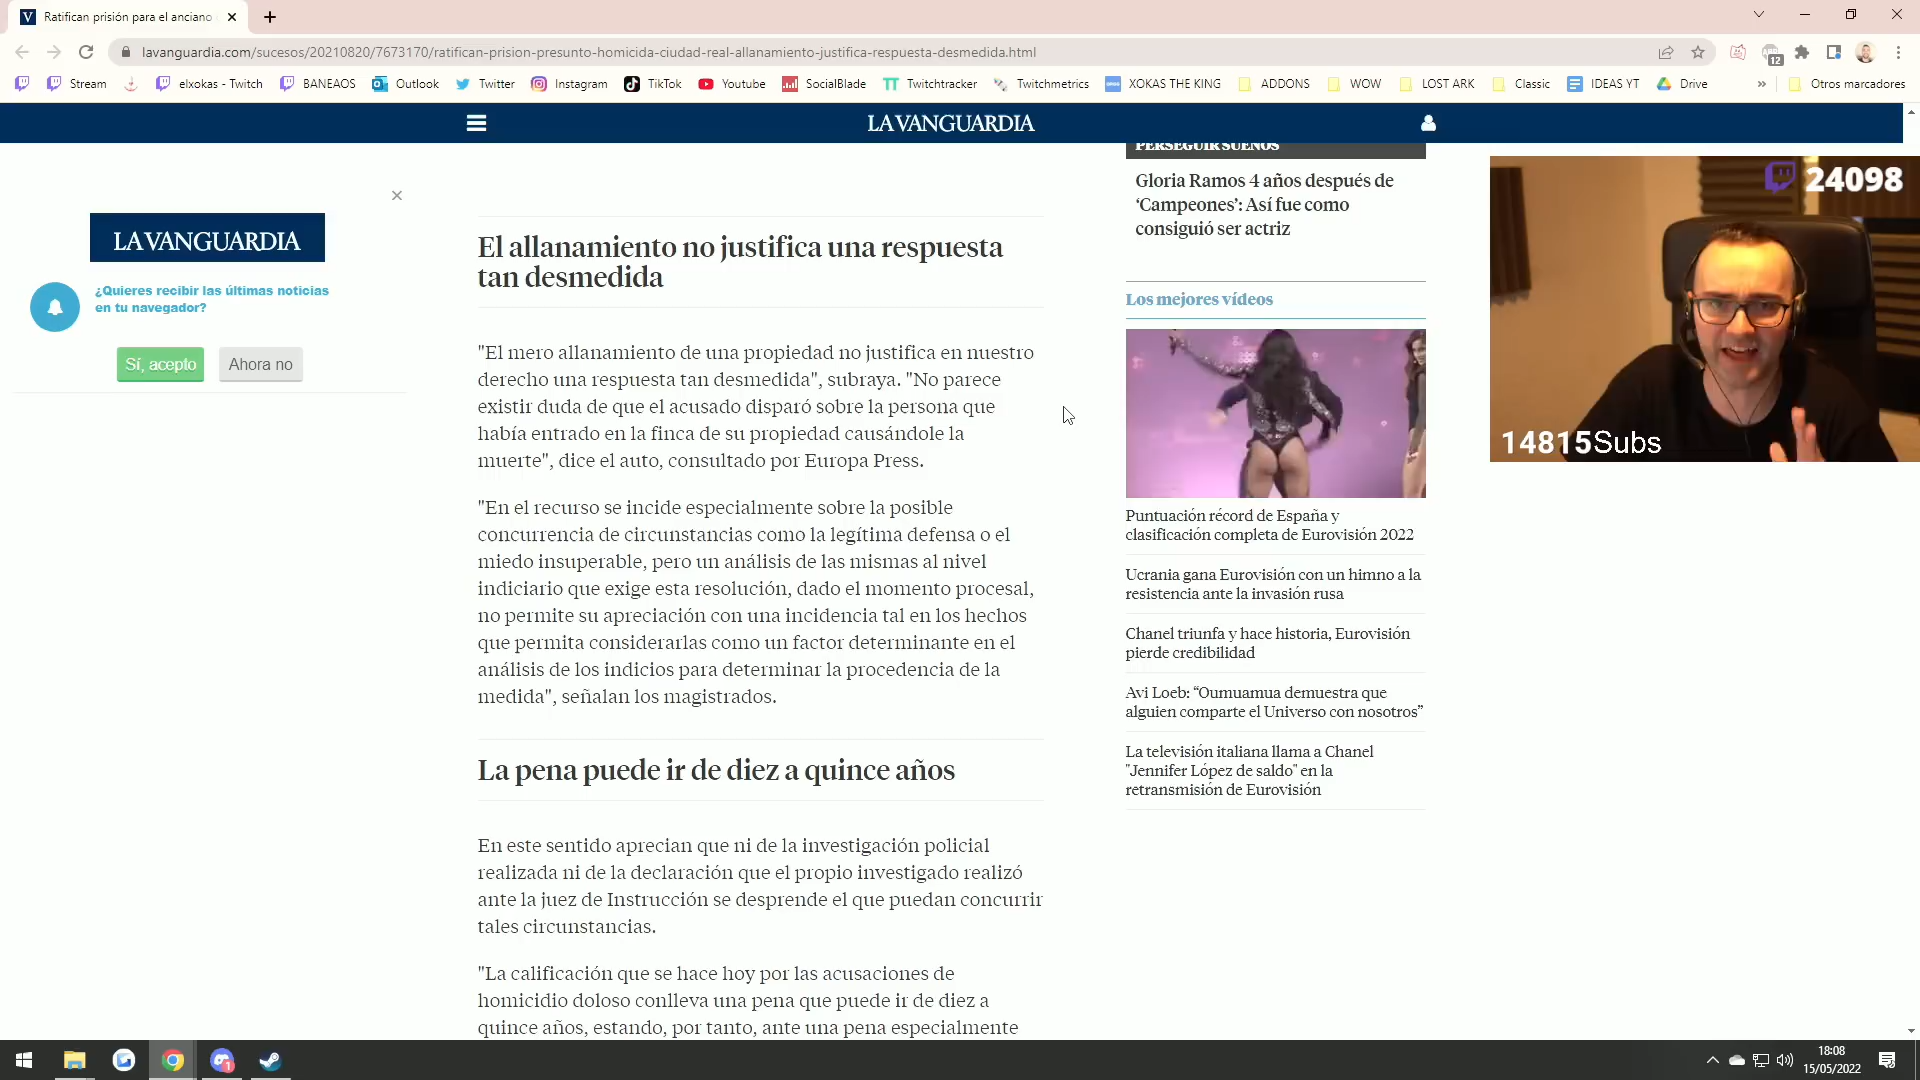 Ratifican prisión para el anciano
lavanguardia.com/sucesos/20210820/7673170/ratifican-prision-presunto-homicida-ciudad-real-allanamiento-justifica-respuesta-desmedida.html
12
Stream
elxokas - Twitch
BANEAOS
Outlook
Twitter
Instagram
TikTok
Youtube
SocialBlade
Twitchtracker
Twitchmetrics
XOKAS THE KING
ADDONS
WOW
LOST ARK
Classic
IDEAS YT
Drive
Otros marcadores
LA VANGUARDIA
LA VANGUARDIA
¿Quieres recibir las últimas noticias
en tu navegador?
Sí, acepto
Ahora no
El allanamiento no justifica una respuesta
tan desmedida
"El mero allanamiento de una propiedad no justifica en nuestro
derecho una respuesta tan desmedida", subraya. "No parece
existir duda de que el acusado disparó sobre la persona que
había entrado en la finca de su propiedad causándole la
muerte", dice el auto, consultado por Europa Press.
"En el recurso se incide especialmente sobre la posible
concurrencia de circunstancias como la legítima defensa o el
miedo insuperable, pero un análisis de las mismas al nivel
indiciario que exige esta resolución, dado el momento procesal,
no permite su apreciación con una incidencia tal en los hechos
que permita considerarlas como un factor determinante en el
análisis de los indicios para determinar la procedencia de la
medida", señalan los magistrados.
La pena puede ir de diez a quince años
En este sentido aprecian que ni de la investigación policial
realizada ni de la declaración que el propio investigado realizó
ante la juez de Instrucción se desprende el que puedan concurrir
tales circunstancias.
"La calificación que se hace hoy por las acusaciones de
homicidio doloso conlleva una pena que puede ir de diez a
quince años, estando, por tanto, ante una pena especialmente
PERSEGUIR SUEÑOS
Gloria Ramos 4 años después de
‘Campeones’: Así fue como
consiguió ser actriz
Los mejores vídeos
Puntuación récord de España y
clasificación completa de Eurovisión 2022
Ucrania gana Eurovisión con un himno a la
resistencia ante la invasión rusa
Chanel triunfa y hace historia, Eurovisión
pierde credibilidad
Avi Loeb: “Oumuamua demuestra que
alguien comparte el Universo con nosotros”
La televisión italiana llama a Chanel
"Jennifer López de saldo" en la
retransmisión de Eurovisión
24098
14815Subs
1
18:08
15/05/2022